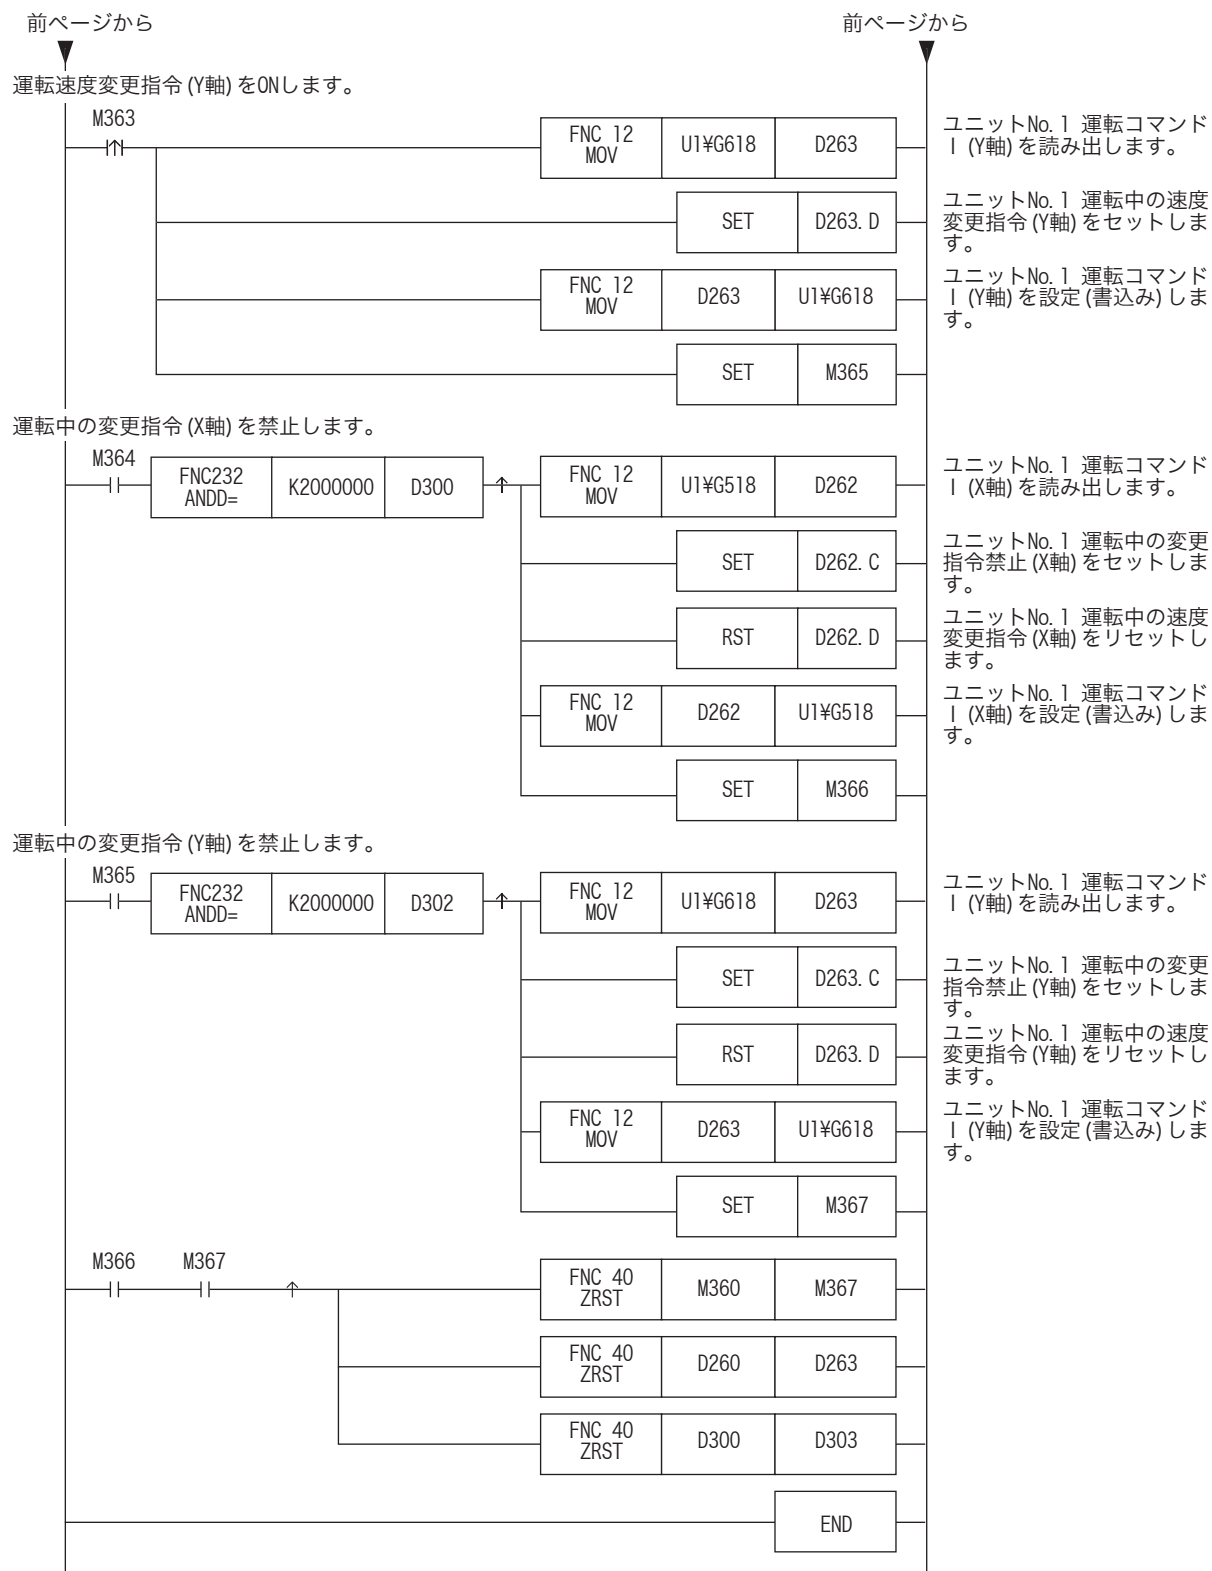 前ページから 前ページから
運転速度変更指令(Y軸)をONします。
M363
FNC 12 MOV U1¥G618 D263
ユニットNo.1 運転コマンド
Ⅰ(Y軸)を読み出します。
SET D263.D
ユニットNo.1 運転中の速度
変更指令(Y軸)をセットしま
す。
FNC 12 MOV D263 U1¥G618
ユニットNo.1 運転コマンド
Ⅰ(Y軸)を設定(書込み)しま
す。
SET M365
運転中の変更指令(X軸)を禁止します。
M364
FNC232 ANDD= K2000000 D300
FNC 12 MOV U1¥G518 D262
ユニットNo.1 運転コマンド
Ⅰ(X軸)を読み出します。
SET D262.C
ユニットNo.1 運転中の変更
指令禁止(X軸)をセットしま
す。
RST D262.D
ユニットNo.1 運転中の速度
変更指令(X軸)をリセットし
ます。
FNC 12 MOV D262 U1¥G518
ユニットNo.1 運転コマンド
Ⅰ(X軸)を設定(書込み)しま
す。
SET M366
運転中の変更指令(Y軸)を禁止します。
M365
FNC232 ANDD= K2000000 D302
FNC 12 MOV U1¥G618 D263
ユニットNo.1 運転コマンド
Ⅰ(Y軸)を読み出します。
SET D263.C
ユニットNo.1 運転中の変更
指令禁止(Y軸)をセットしま
す。
RST D263.D
ユニットNo.1 運転中の速度
変更指令(Y軸)をリセットし
ます。
FNC 12 MOV D263 U1¥G618
ユニットNo.1 運転コマンド
Ⅰ(Y軸)を設定(書込み)しま
す。
SET M367
M366 M367
FNC 40 ZRST M360 M367
FNC 40 ZRST D260 D263
FNC 40 ZRST D300 D303
END